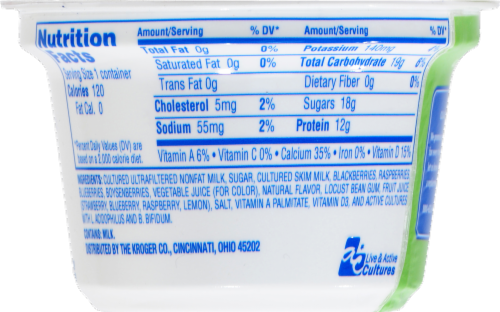 Nutrition
Facts
Serving Size 1 container
Calories 120
Fat Cal. 0
*Percent Daily Values (DV) are
based on a 2,000 calorie diet.
Amount/Serving % DV* Amount/Serving % DV*
Total Fat 0g 0% Potassium 140mg
Saturated Fat 0g 0% Total Carbohydrate 19g
Trans Fat 0g Dietary Fiber 0g
Cholesterol 5mg 2% Sugars 18g
Sodium 55mg 2% Protein 12g
Vitamin A 6% • Vitamin C 0% • Calcium 35% • Iron 0% • Vitamin D 15%
INGREDIENTS: CULTURED ULTRAFILTERED NONFAT MILK, SUGAR, CULTURED SKIM MILK, BLACKBERRIES, RASPBERRIES,
BLUEBERRIES, BOYSENBERRIES, VEGETABLE JUICE (FOR COLOR), NATURAL FLAVOR, LOCUST BEAN GUM, FRUIT JUICE
(STRAWBERRY, BLUEBERRY, RASPBERRY, LEMON), SALT, VITAMIN A PALMITATE, VITAMIN D3, AND ACTIVE CULTURES
WITH L. ACIDOPHILUS AND B. BIFIDUM.
CONTAINS: MILK.
DISTRIBUTED BY THE KROGER CO., CINCINNATI, OHIO 45202
Live & Active
Cultures